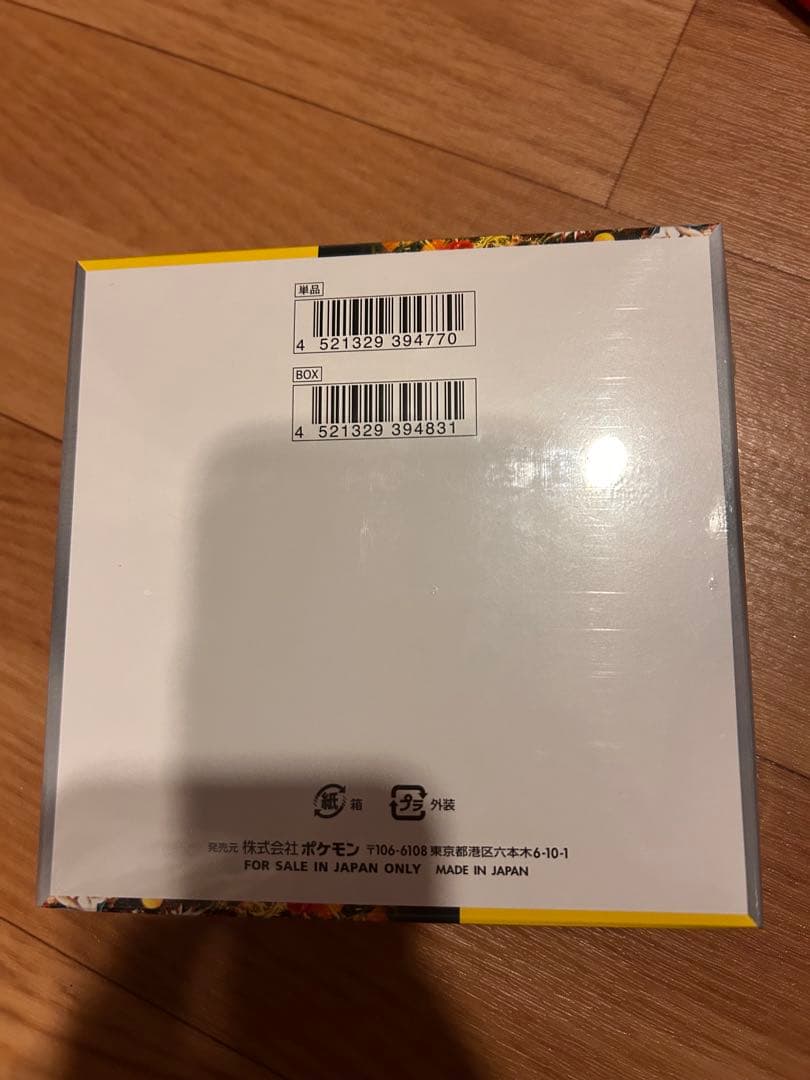 単品
4 521329 394770
BOX
4 521329 394831
紙 箱 プラ 外装
発売元 株式会社 ポケモン 〒106-6108 東京都港区六本木6-10-1
FOR SALE IN JAPAN ONLY MADE IN JAPAN